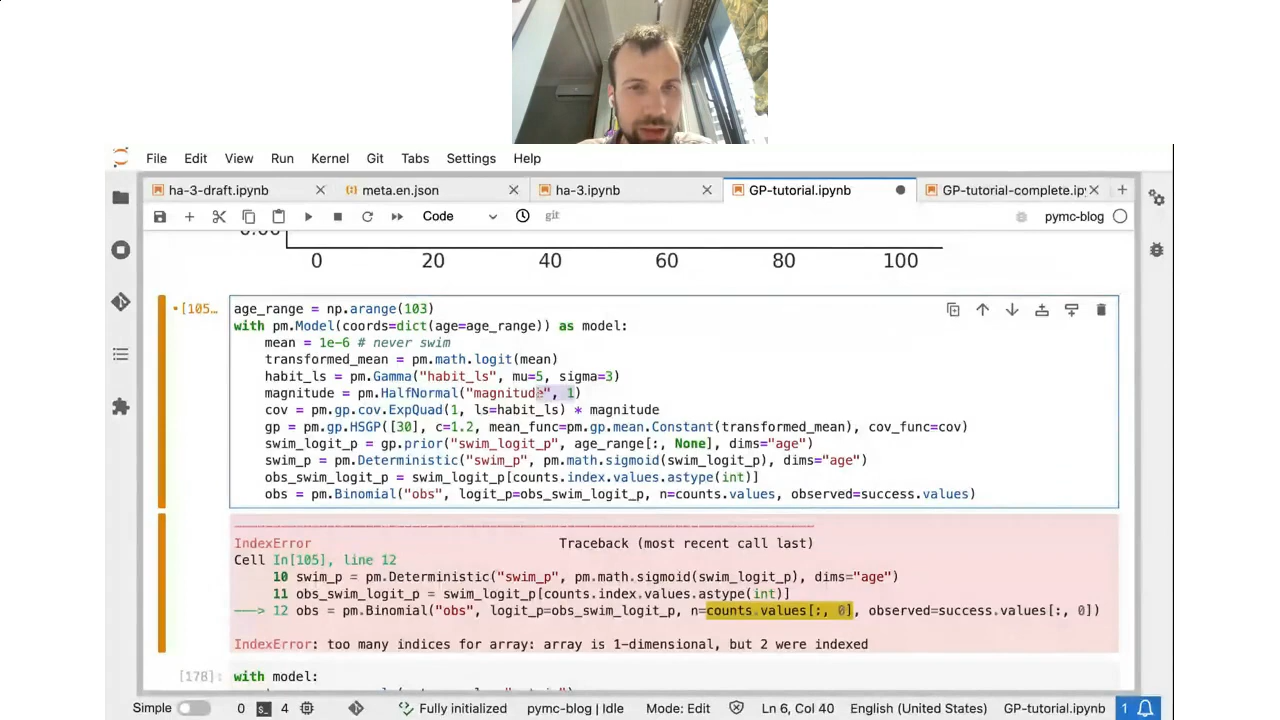 File Edit View Run Kernel Git Tabs Settings Help
ha-3-draft.ipynb meta.en.json ha-3.ipynb GP-tutorial.ipynb GP-tutorial-complete.ipy
Code git pymc-blog
0 20 40 60 80 100
[105…
age_range = np.arange(103)
with pm.Model(coords=dict(age=age_range)) as model:
mean = 1e-6 # never swim
transformed_mean = pm.math.logit(mean)
habit_ls = pm.Gamma("habit_ls", mu=5, sigma=3)
magnitude = pm.HalfNormal("magnitude", 1)
cov = pm.gp.cov.ExpQuad(1, ls=habit_ls) * magnitude
gp = pm.gp.HSGP([30], c=1.2, mean_func=pm.gp.mean.Constant(transformed_mean), cov_func=cov)
swim_logit_p = gp.prior("swim_logit_p", age_range[:, None], dims="age")
swim_p = pm.Deterministic("swim_p", pm.math.sigmoid(swim_logit_p), dims="age")
obs_swim_logit_p = swim_logit_p[counts.index.values.astype(int)]
obs = pm.Binomial("obs", logit_p=obs_swim_logit_p, n=counts.values, observed=success.values)
IndexError Traceback (most recent call last)
Cell In[105], line 12
10 swim_p = pm.Deterministic("swim_p", pm.math.sigmoid(swim_logit_p), dims="age")
11 obs_swim_logit_p = swim_logit_p[counts.index.values.astype(int)]
---> 12 obs = pm.Binomial("obs", logit_p=obs_swim_logit_p, n=counts.values[:, 0], observed=success.values[:, 0])
IndexError: too many indices for array: array is 1-dimensional, but 2 were indexed
[178]: with model:
Simple 0 4 Fully initialized pymc-blog | Idle Mode: Edit Ln 6, Col 40 English (United States) GP-tutorial.ipynb 1